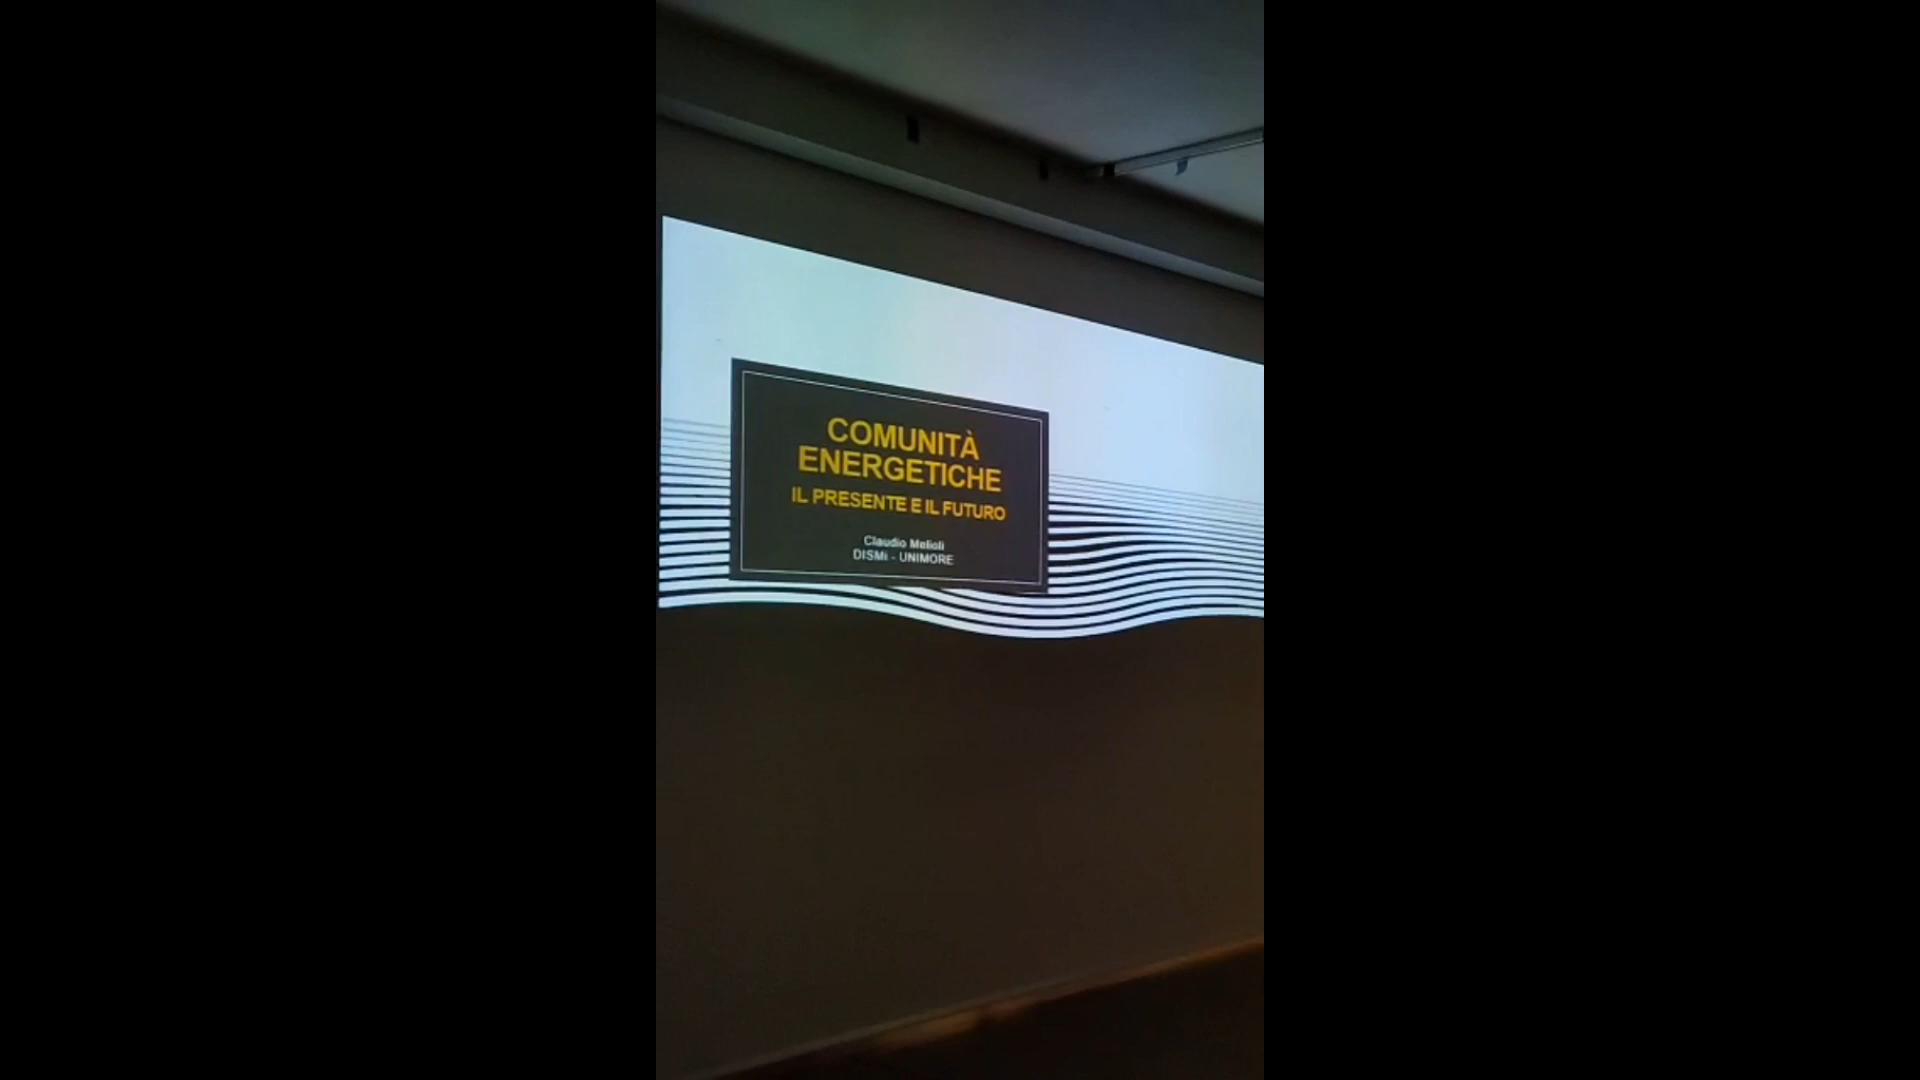 COMUNITÀ
ENERGETICHE
IL PRESENTE E IL FUTURO
Claudio Melioli
DISMi - UNIMORE